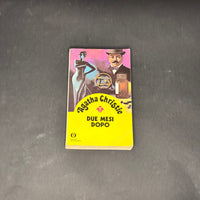 Agatha Christie
DUE MESI
DOPO